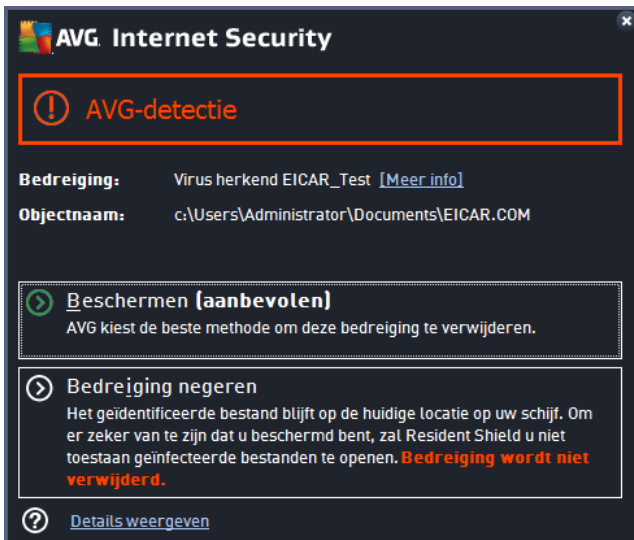 AVG. Internet Security
AVG-detectie
Bedreiging: Virus herkend EICAR_Test [Meer info]
Objectnaam: c:\Users\Administrator\Documents\EICAR.COM
Beschermen (aanbevolen)
AVG kiest de beste methode om deze bedreiging te verwijderen.
Bedreiging negeren
Het geïdentificeerde bestand blijft op de huidige locatie op uw schijf. Om
er zeker van te zijn dat u beschermd bent, zal Resident Shield u niet
toestaan geïnfecteerde bestanden te openen. Bedreiging wordt niet
verwijderd.
Details weergeven